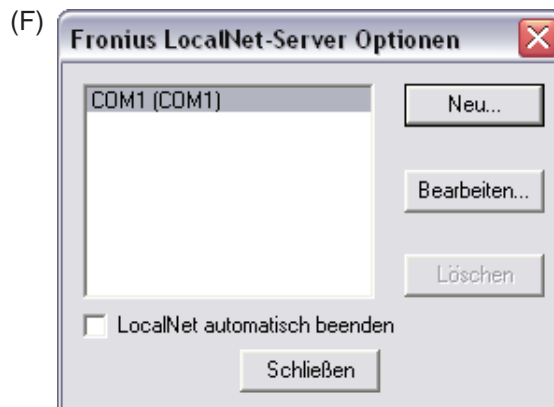 (F)
Fronius LocalNet-Server Optionen
COM1 (COM1)
Neu...
Bearbeiten...
Löschen
LocalNet automatisch beenden
Schließen